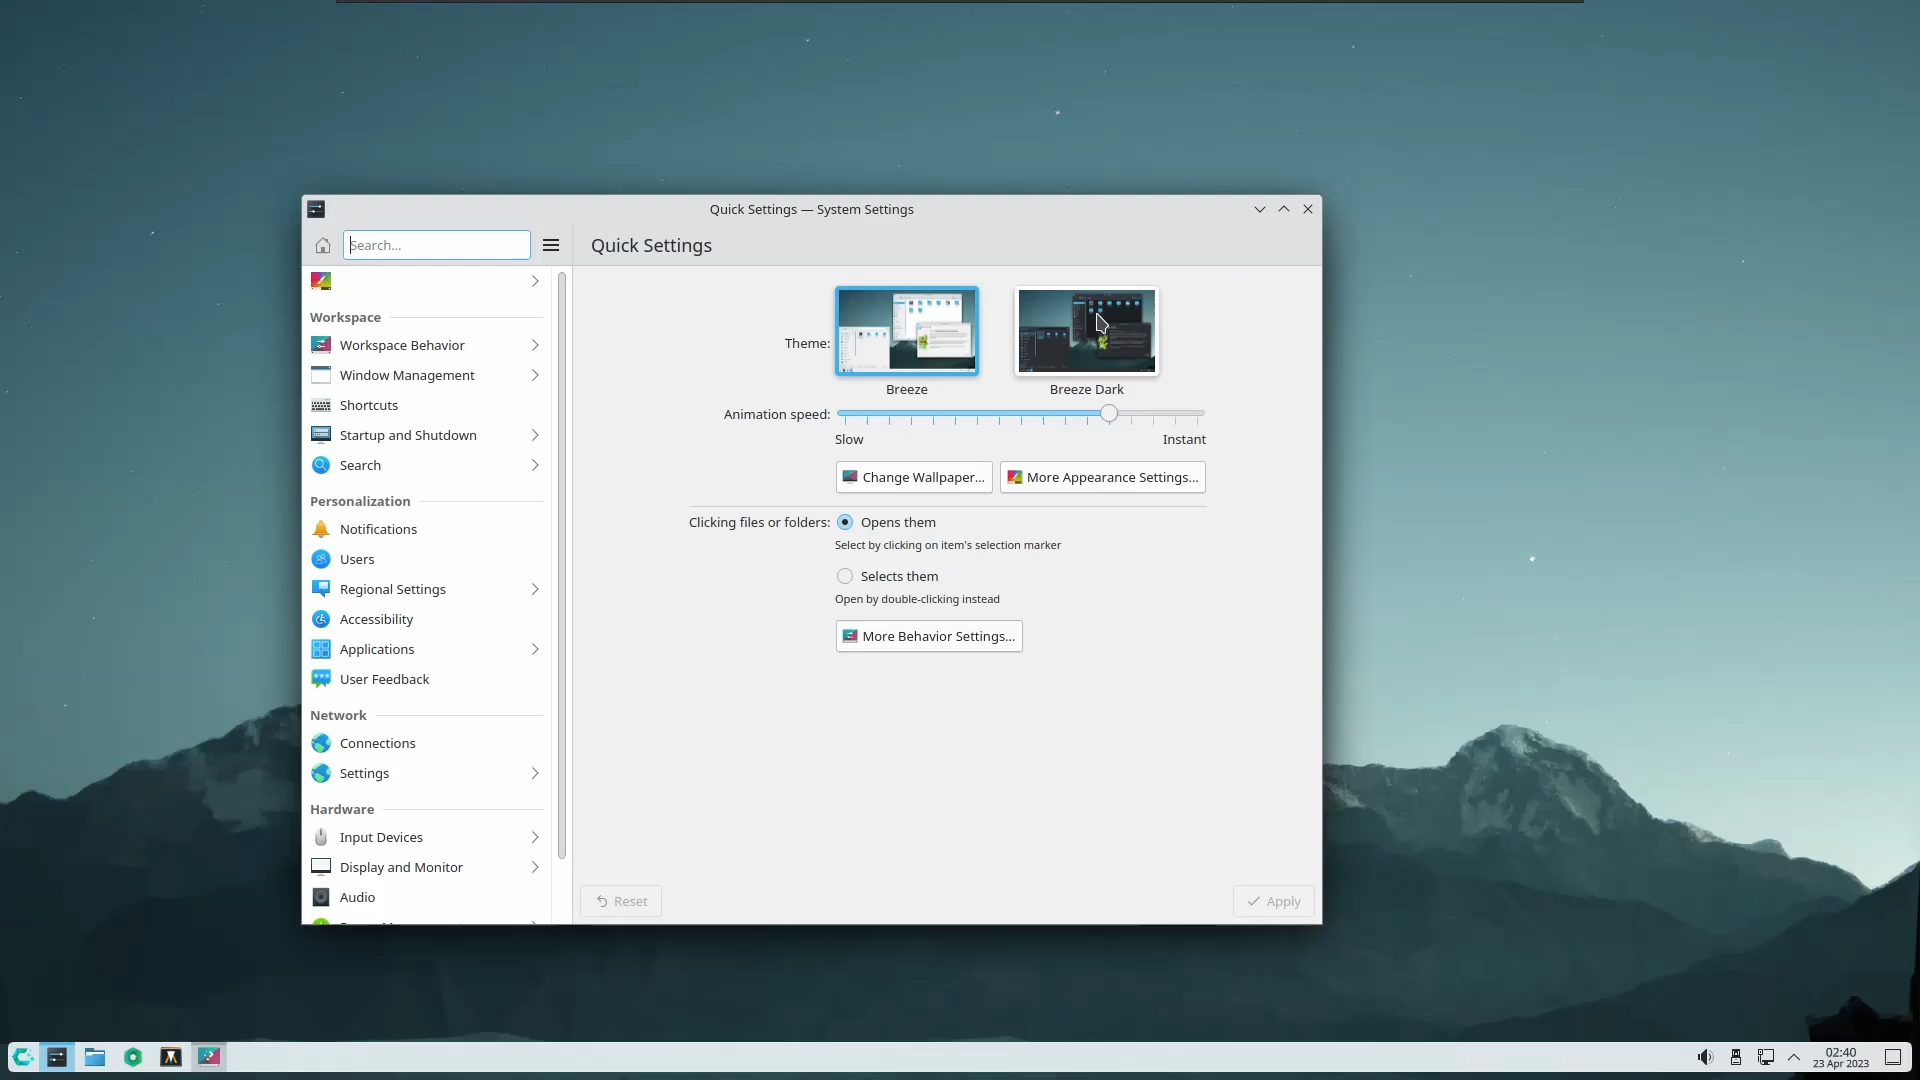 Quick Settings — System Settings
Search...
Quick Settings
Workspace
Workspace Behavior
Window Management
Shortcuts
Startup and Shutdown
Search
Personalization
Notifications
Users
Regional Settings
Accessibility
Applications
User Feedback
Network
Connections
Settings
Hardware
Input Devices
Display and Monitor
Audio
Theme:
Breeze
Breeze Dark
Animation speed:
Slow
Instant
Change Wallpaper...
More Appearance Settings...
Clicking files or folders:
Opens them
Select by clicking on item's selection marker
Selects them
Open by double-clicking instead
More Behavior Settings...
Reset
Apply
02:40
23 Apr 2023